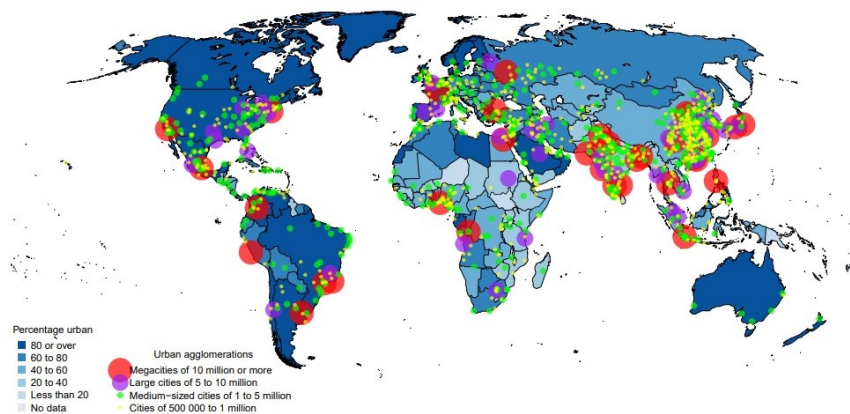 Percentage urban
80 or over
60 to 80
40 to 60
20 to 40
Less than 20
No data
Urban agglomerations
Megacities of 10 million or more
Large cities of 5 to 10 million
Medium−sized cities of 1 to 5 million
Cities of 500 000 to 1 million